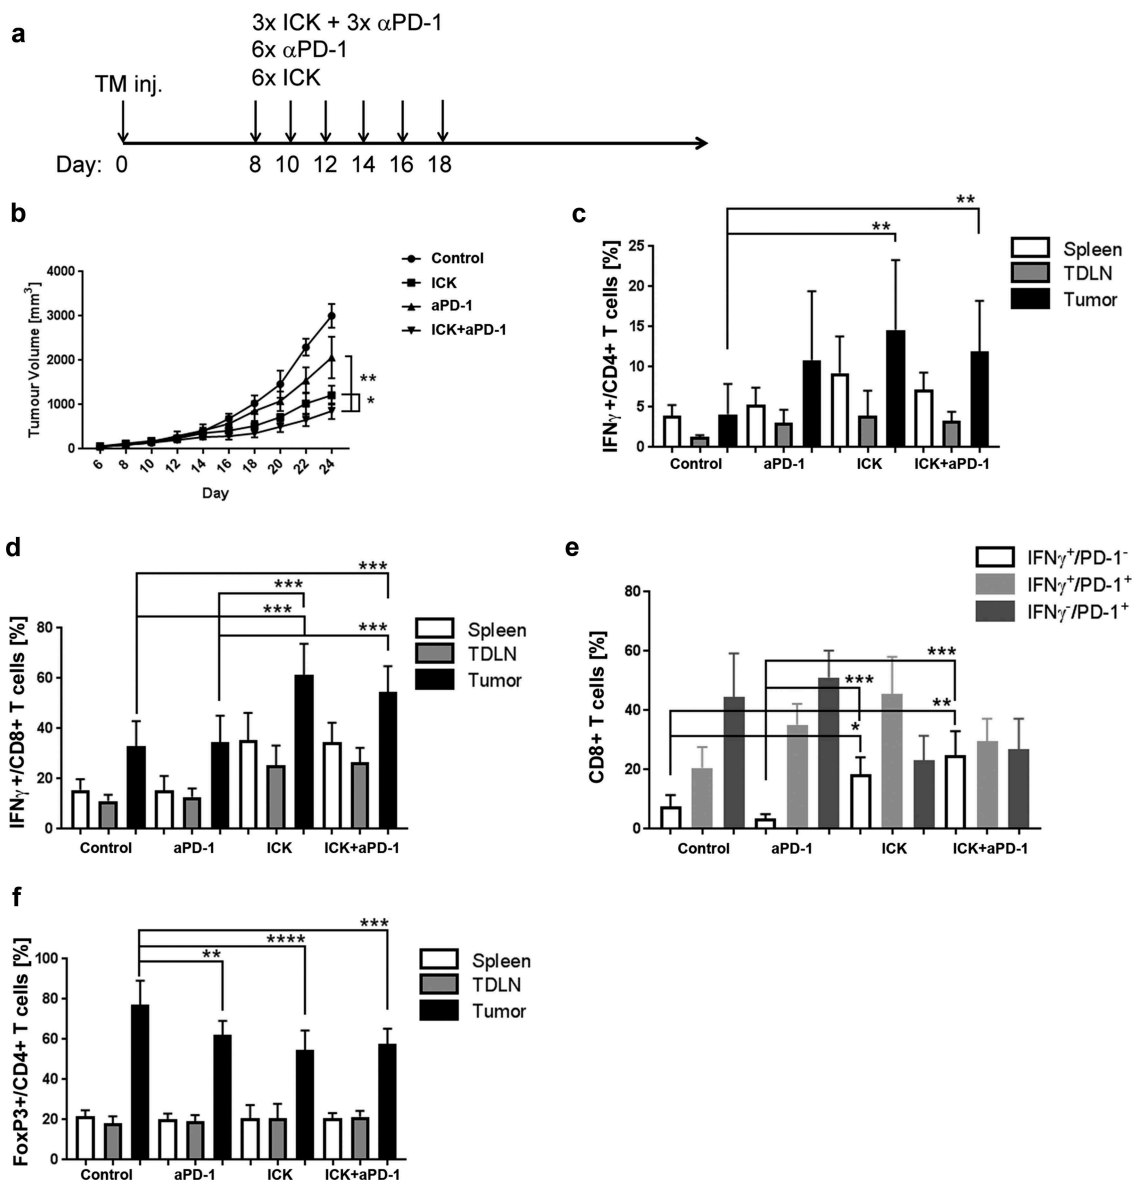 a
3x ICK + 3x αPD-1
6x αPD-1
6x ICK
TM inj.
Day: 0 8 10 12 14 16 18
b
Tumour Volume [mm³]
4000
3000
2000
1000
0
6 8 10 12 14 16 18 20 22 24
Day
Control
ICK
aPD-1
ICK+aPD-1
**
*
c
IFNγ+/CD4+ T cells [%]
25
20
15
10
5
0
Control aPD-1 ICK ICK+aPD-1
**
**
Spleen
TDLN
Tumor
d
IFNγ+/CD8+ T cells [%]
80
60
40
20
0
Control aPD-1 ICK ICK+aPD-1
***
***
***
***
Spleen
TDLN
Tumor
e
CD8+ T cells [%]
80
60
40
20
0
Control aPD-1 ICK ICK+aPD-1
***
***
**
*
IFNγ⁺/PD-1⁻
IFNγ⁺/PD-1⁺
IFNγ⁻/PD-1⁺
f
FoxP3+/CD4+ T cells [%]
100
80
60
40
20
0
Control aPD-1 ICK ICK+aPD-1
***
****
**
Spleen
TDLN
Tumor